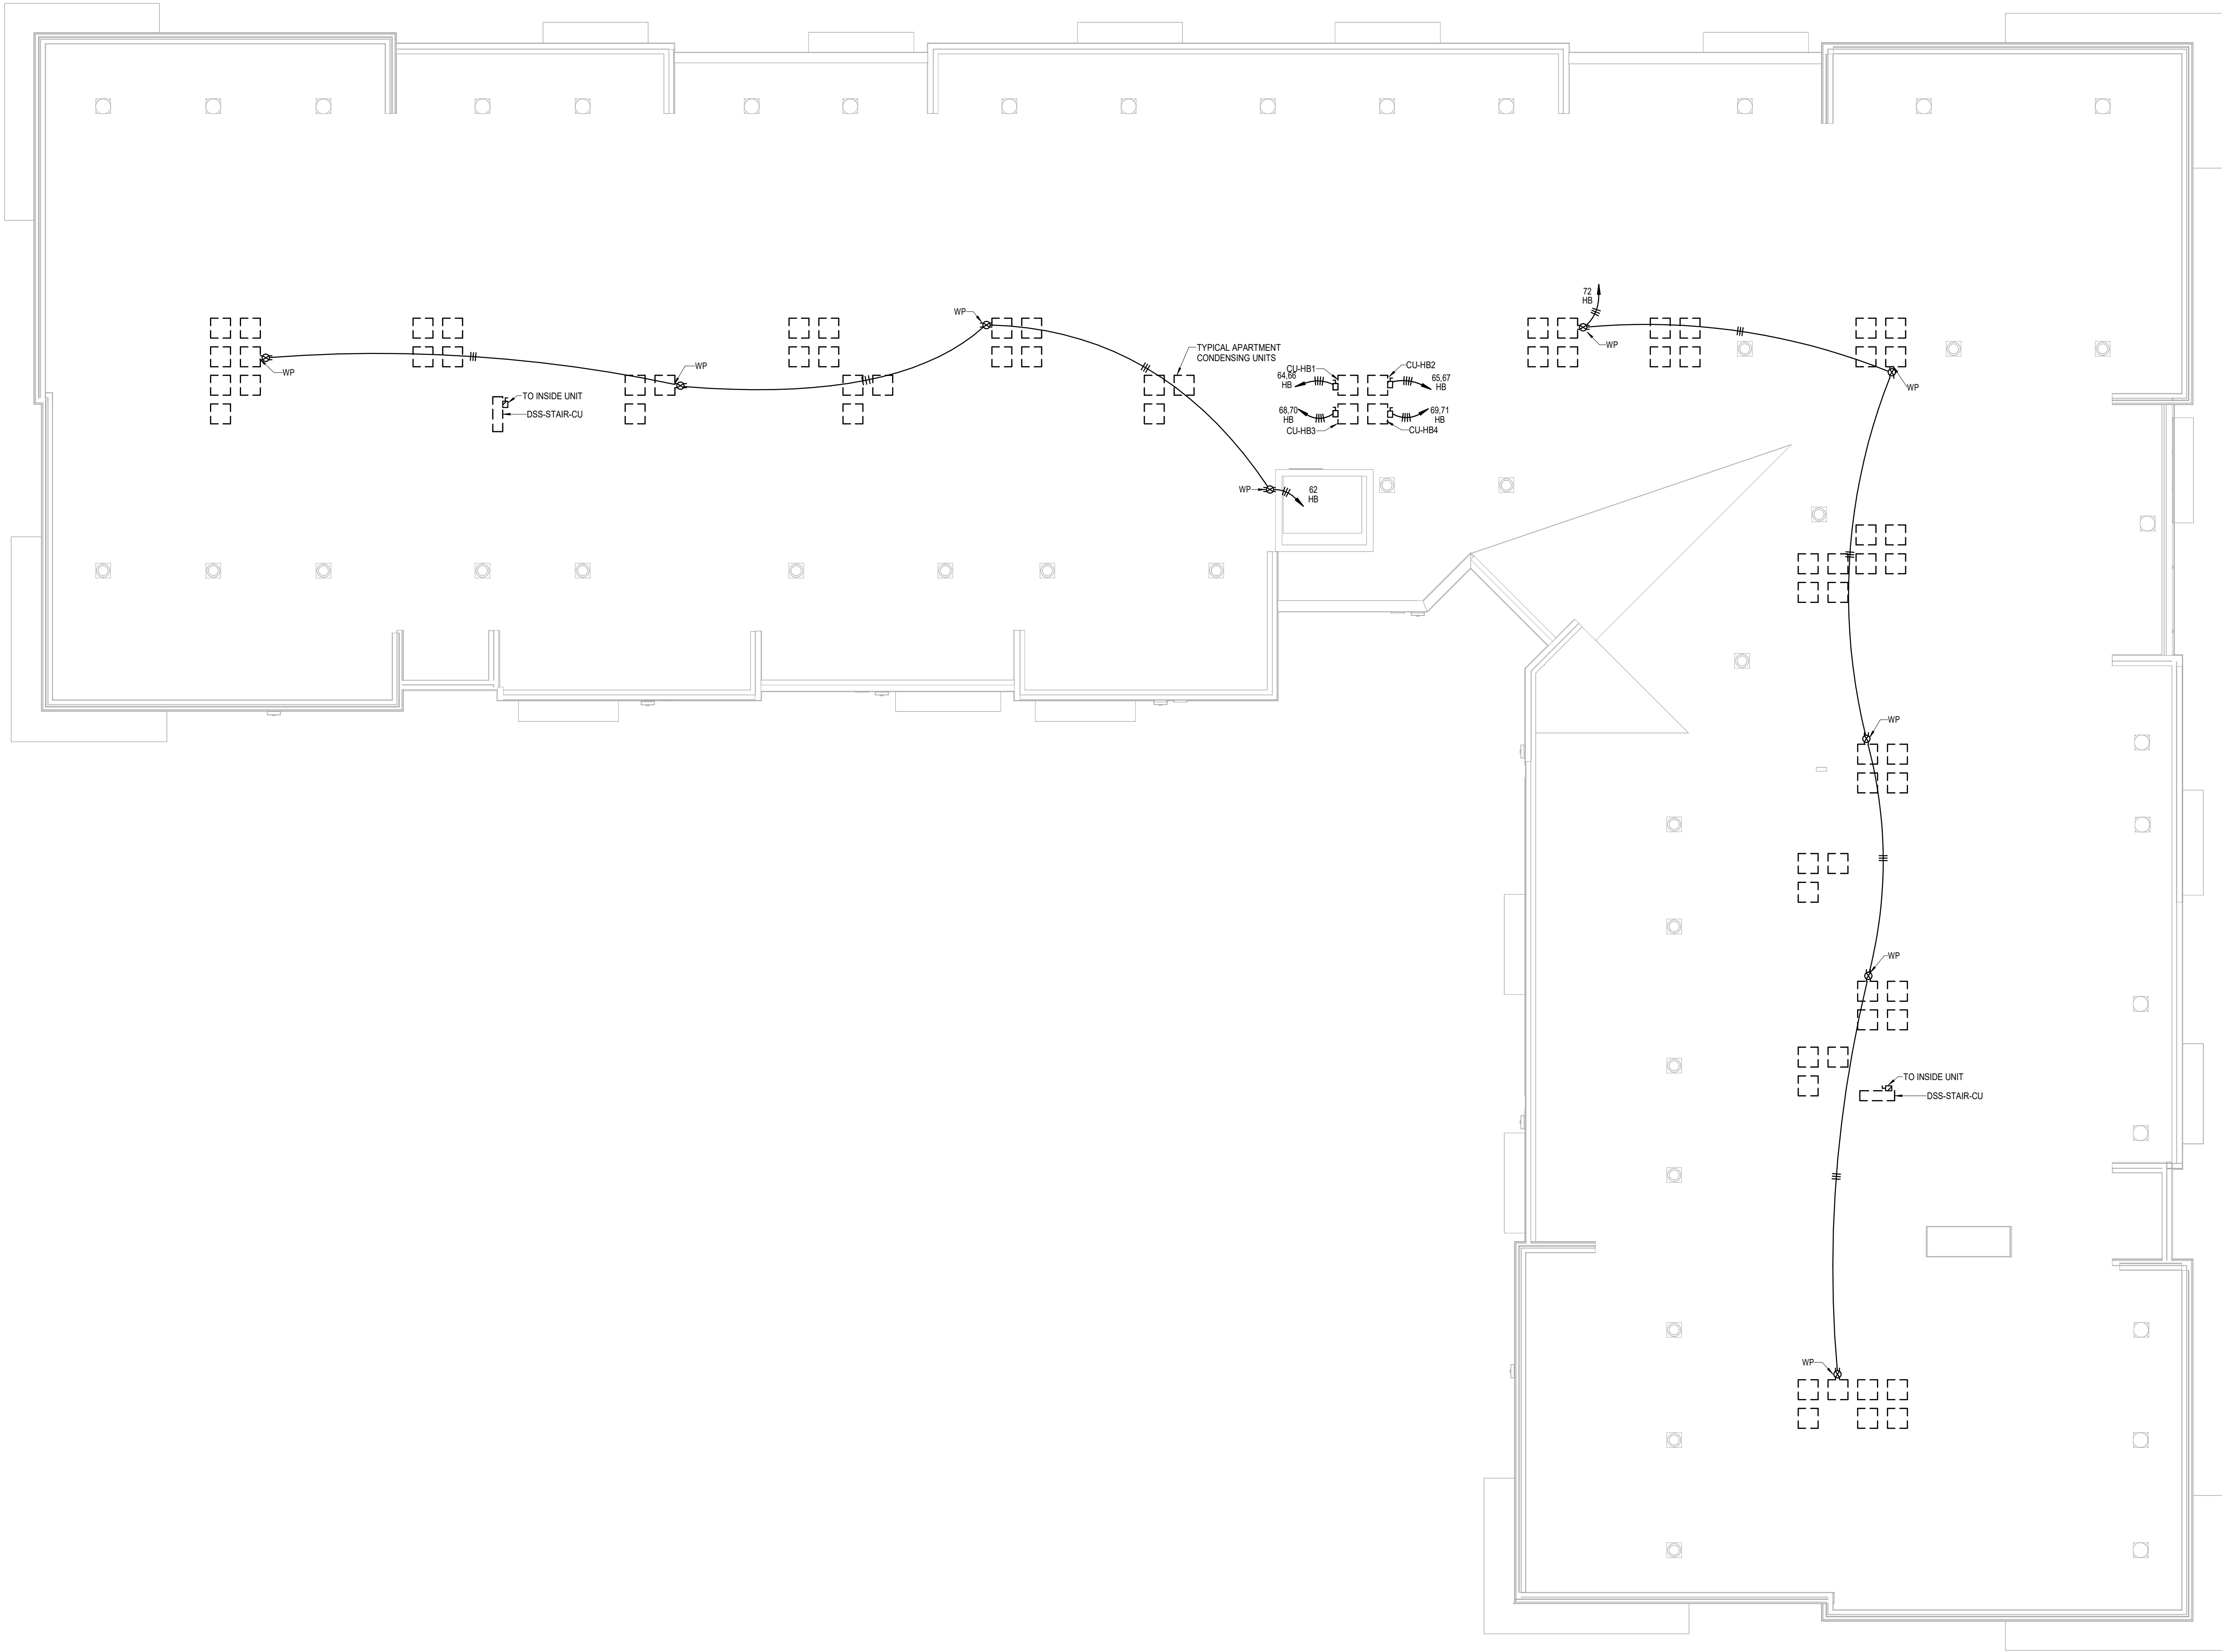 72
HB
WP
WP
TYPICAL APARTMENT
CONDENSING UNITS
WP
WP
CU-HB1
64,66
HB
CU-HB2
65,67
HB
WP
WP
TO INSIDE UNIT
DSS-STAIR-CU
68,70
HB
CU-HB3
69,71
HB
CU-HB4
WP
62
HB
WP
WP
TO INSIDE UNIT
DSS-STAIR-CU
WP